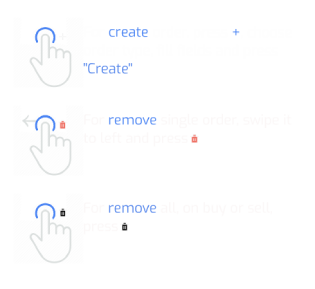 create +
"Create"
For remove single order, swipe it
to left and press
For remove all, on buy or sell
press